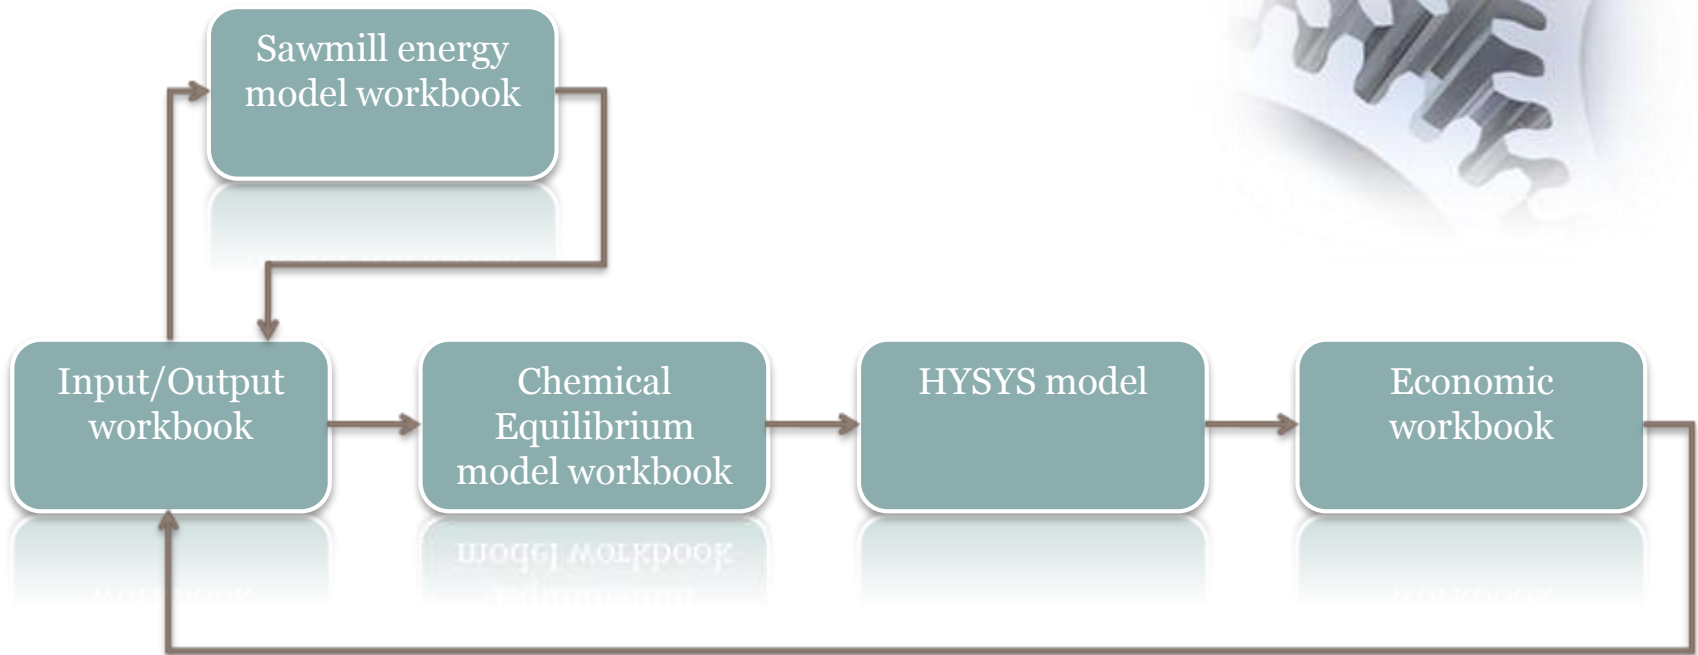 Sawmill energy
model workbook
Input/Output
workbook
Chemical
Equilibrium
model workbook
HYSYS model
Economic
workbook